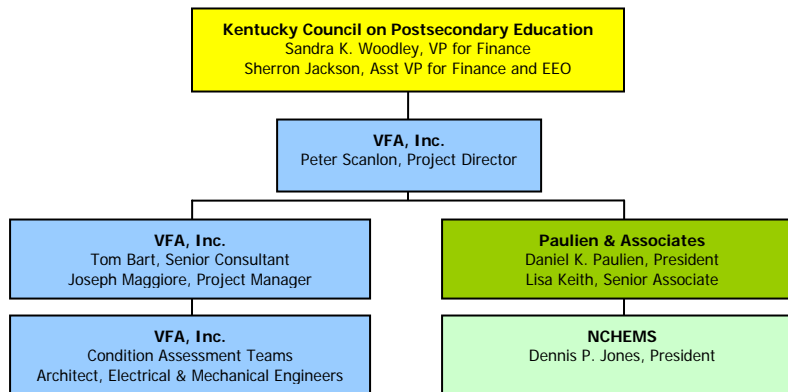 Kentucky Council on Postsecondary Education
Sandra K. Woodley, VP for Finance
Sherron Jackson, Asst VP for Finance and EEO
VFA, Inc.
Peter Scanlon, Project Director
VFA, Inc.
Tom Bart, Senior Consultant
Joseph Maggiore, Project Manager
Paulien & Associates
Daniel K. Paulien, President
Lisa Keith, Senior Associate
VFA, Inc.
Condition Assessment Teams
Architect, Electrical & Mechanical Engineers
NCHEMS
Dennis P. Jones, President